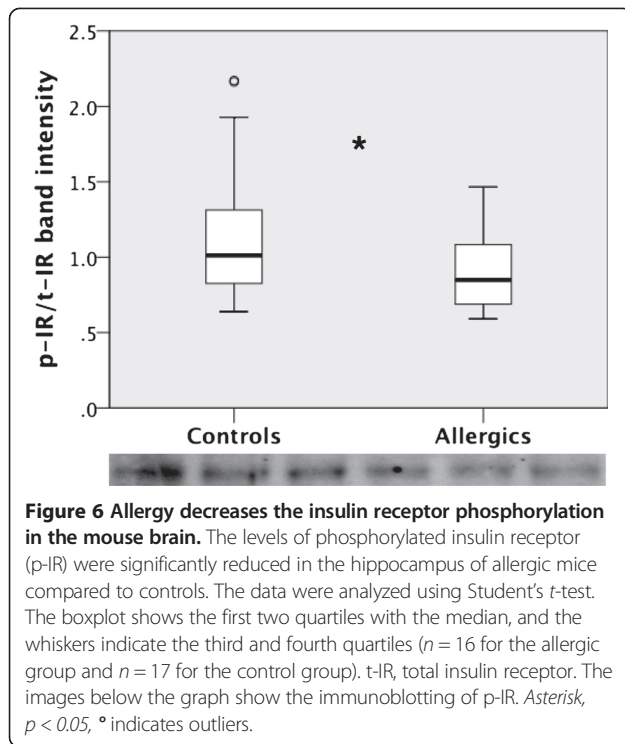 2.5
2.0
1.5
1.0
.5
.0
p-IR/t-IR band intensity
*
Controls Allergics
Figure 6 Allergy decreases the insulin receptor phosphorylation
in the mouse brain. The levels of phosphorylated insulin receptor
(p-IR) were significantly reduced in the hippocampus of allergic mice
compared to controls. The data were analyzed using Student's t-test.
The boxplot shows the first two quartiles with the median, and the
whiskers indicate the third and fourth quartiles (n = 16 for the allergic
group and n = 17 for the control group). t-IR, total insulin receptor. The
images below the graph show the immunoblotting of p-IR. Asterisk,
p < 0.05, ° indicates outliers.